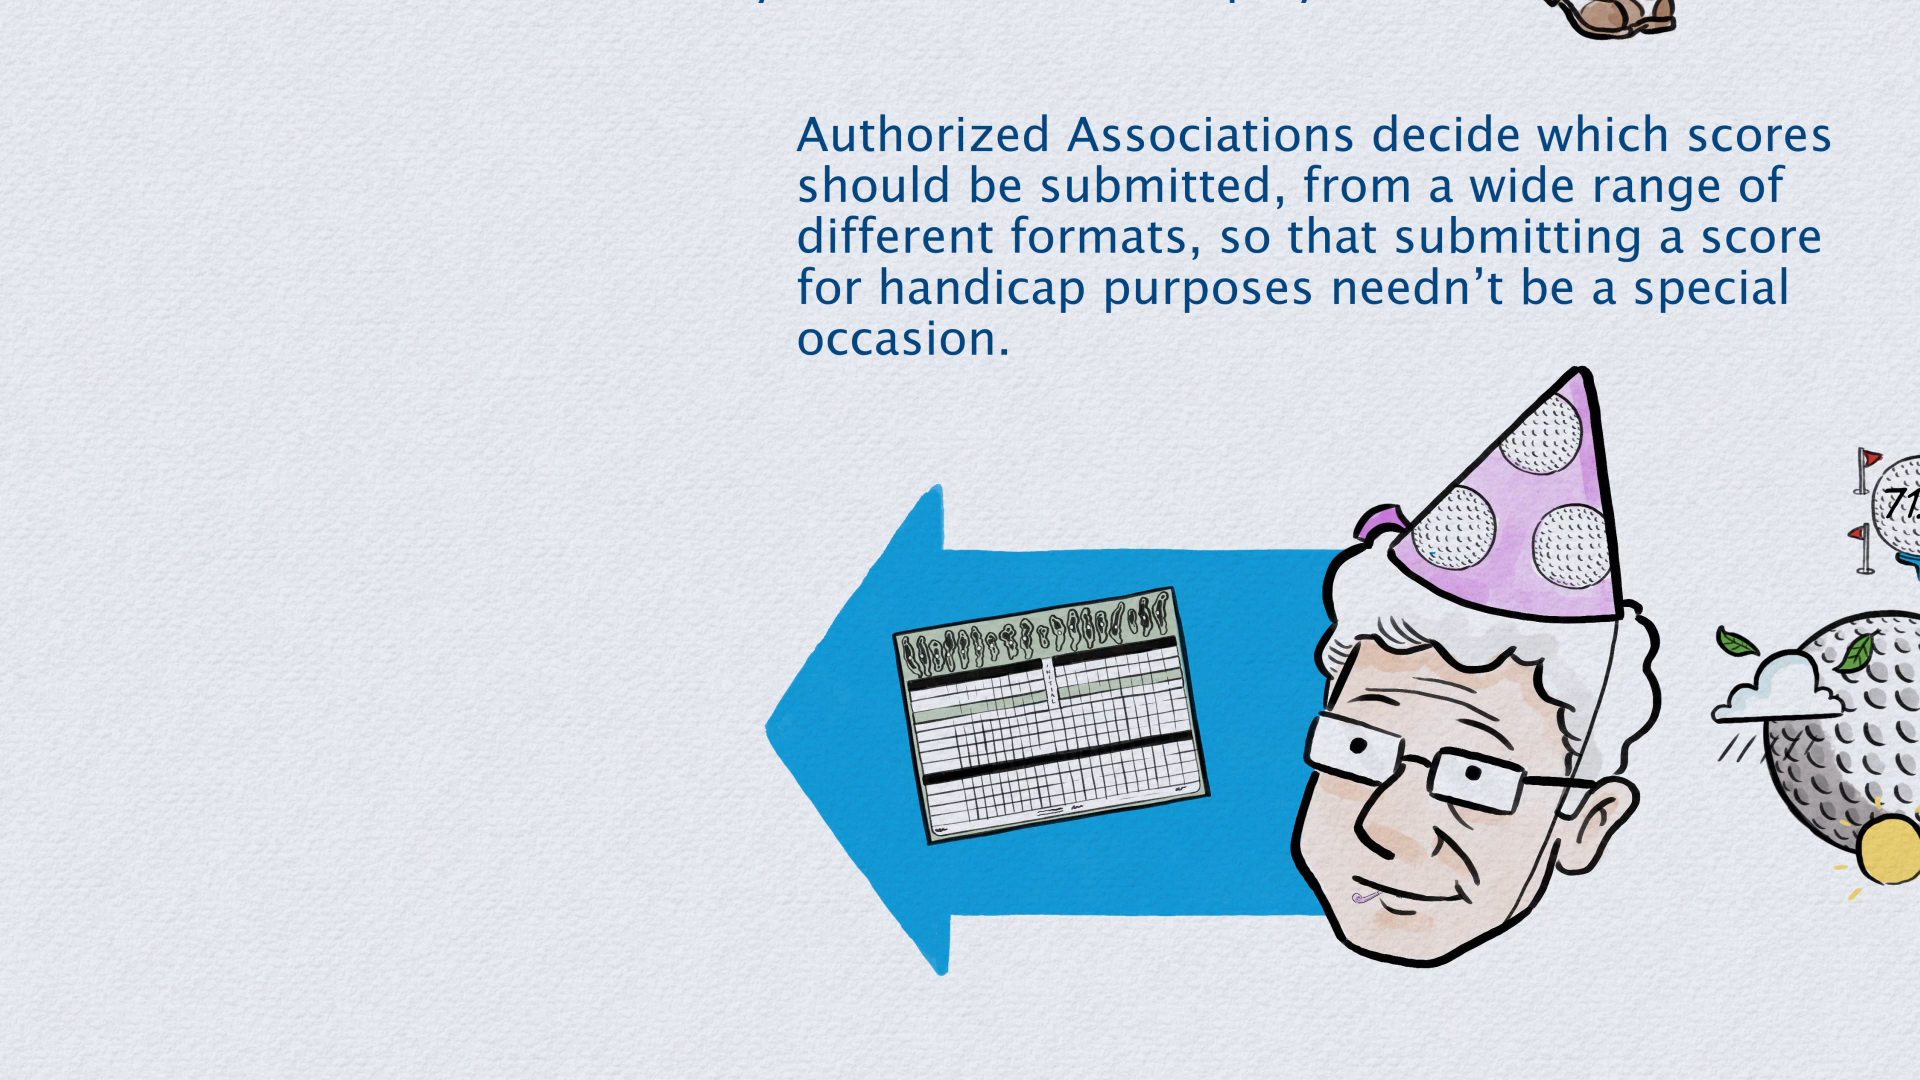 Authorized Associations decide which scores
should be submitted, from a wide range of
different formats, so that submitting a score
for handicap purposes needn’t be a special
occasion.
71.